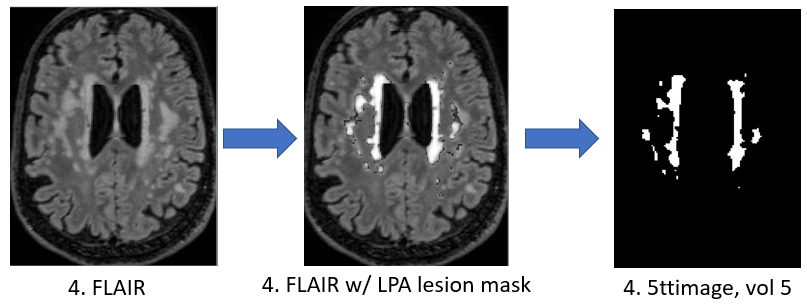 4. FLAIR
4. FLAIR w/ LPA lesion mask
4. 5ttimage, vol 5